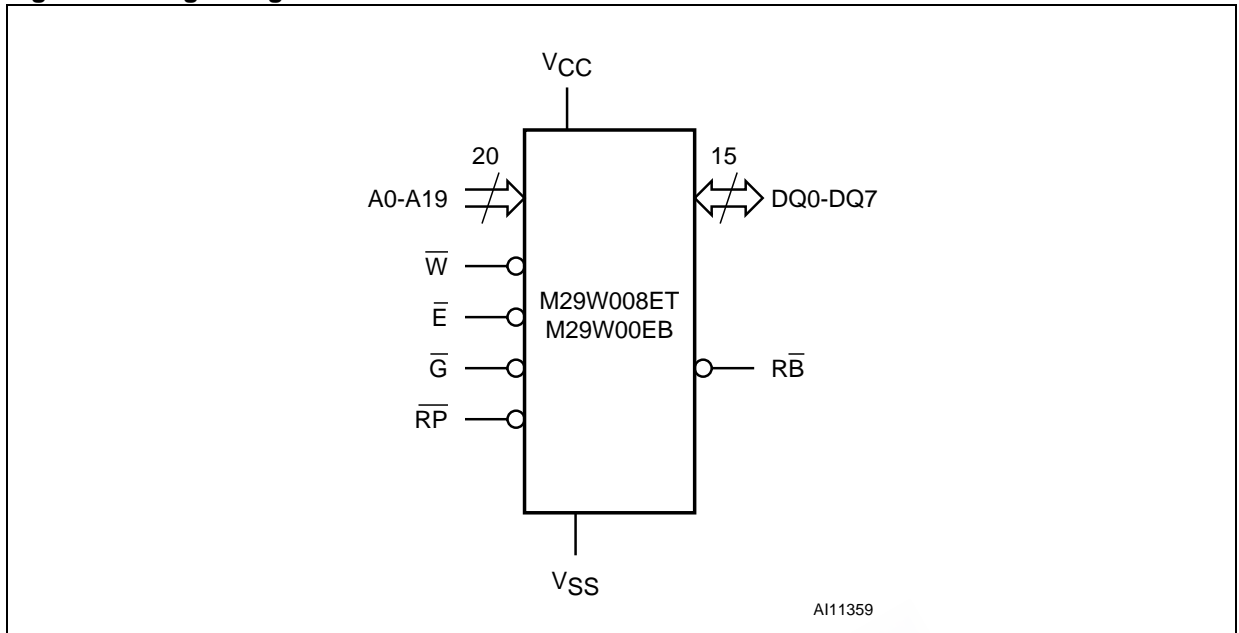 VCC
20
15
A0-A19
DQ0-DQ7
W
E
G
RP
M29W008ET
M29W00EB
RB
VSS
AI11359